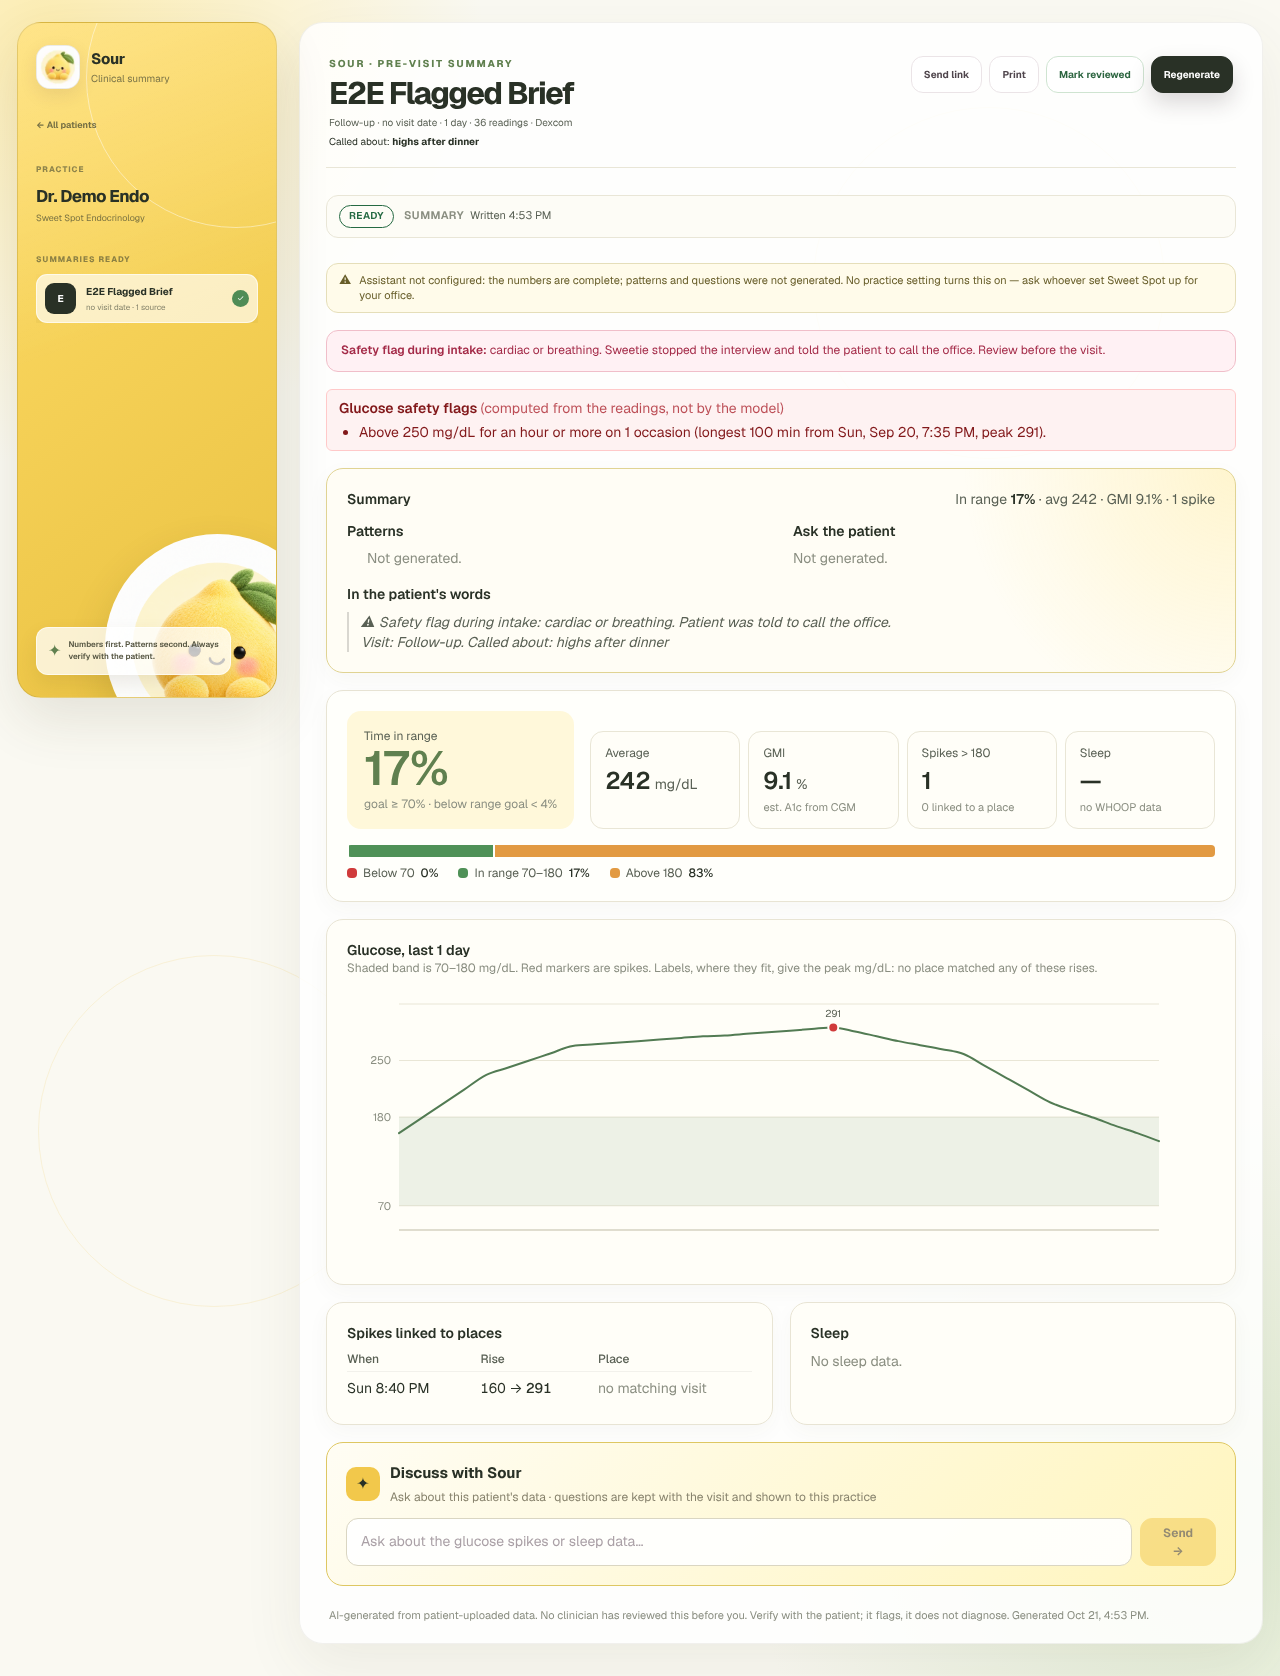 Sour
Clinical summary
← All patients
PRACTICE
Dr. Demo Endo
Sweet Spot Endocrinology
SUMMARIES READY
E
E2E Flagged Brief
no visit date · 1 source
Numbers first. Patterns second. Always
verify with the patient.
SOUR · PRE-VISIT SUMMARY
E2E Flagged Brief
Follow-up · no visit date · 1 day · 36 readings · Dexcom
Called about: highs after dinner
Send link
Print
Mark reviewed
Regenerate
READY SUMMARY Written 4:53 PM
Assistant not configured: the numbers are complete; patterns and questions were not generated. No practice setting turns this on — ask whoever set Sweet Spot up for
your office.
Safety flag during intake: cardiac or breathing. Sweetie stopped the interview and told the patient to call the office. Review before the visit.
Glucose safety flags (computed from the readings, not by the model)
• Above 250 mg/dL for an hour or more on 1 occasion (longest 100 min from Sun, Sep 20, 7:35 PM, peak 291).
Summary
In range 17% · avg 242 · GMI 9.1% · 1 spike
Patterns
Not generated.
Ask the patient
Not generated.
In the patient's words
⚠ Safety flag during intake: cardiac or breathing. Patient was told to call the office.
Visit: Follow-up. Called about: highs after dinner
Time in range
17%
goal ≥ 70% · below range goal < 4%
Average
242 mg/dL
GMI
9.1 %
est. A1c from CGM
Spikes > 180
1
0 linked to a place
Sleep
—
no WHOOP data
Below 70 0%
In range 70–180 17%
Above 180 83%
Glucose, last 1 day
Shaded band is 70–180 mg/dL. Red markers are spikes. Labels, where they fit, give the peak mg/dL: no place matched any of these rises.
291
250
180
70
Spikes linked to places
When Rise Place
Sun 8:40 PM 160 → 291 no matching visit
Sleep
No sleep data.
Discuss with Sour
Ask about this patient's data · questions are kept with the visit and shown to this practice
Ask about the glucose spikes or sleep data...
Send
→
AI-generated from patient-uploaded data. No clinician has reviewed this before you. Verify with the patient; it flags, it does not diagnose. Generated Oct 21, 4:53 PM.